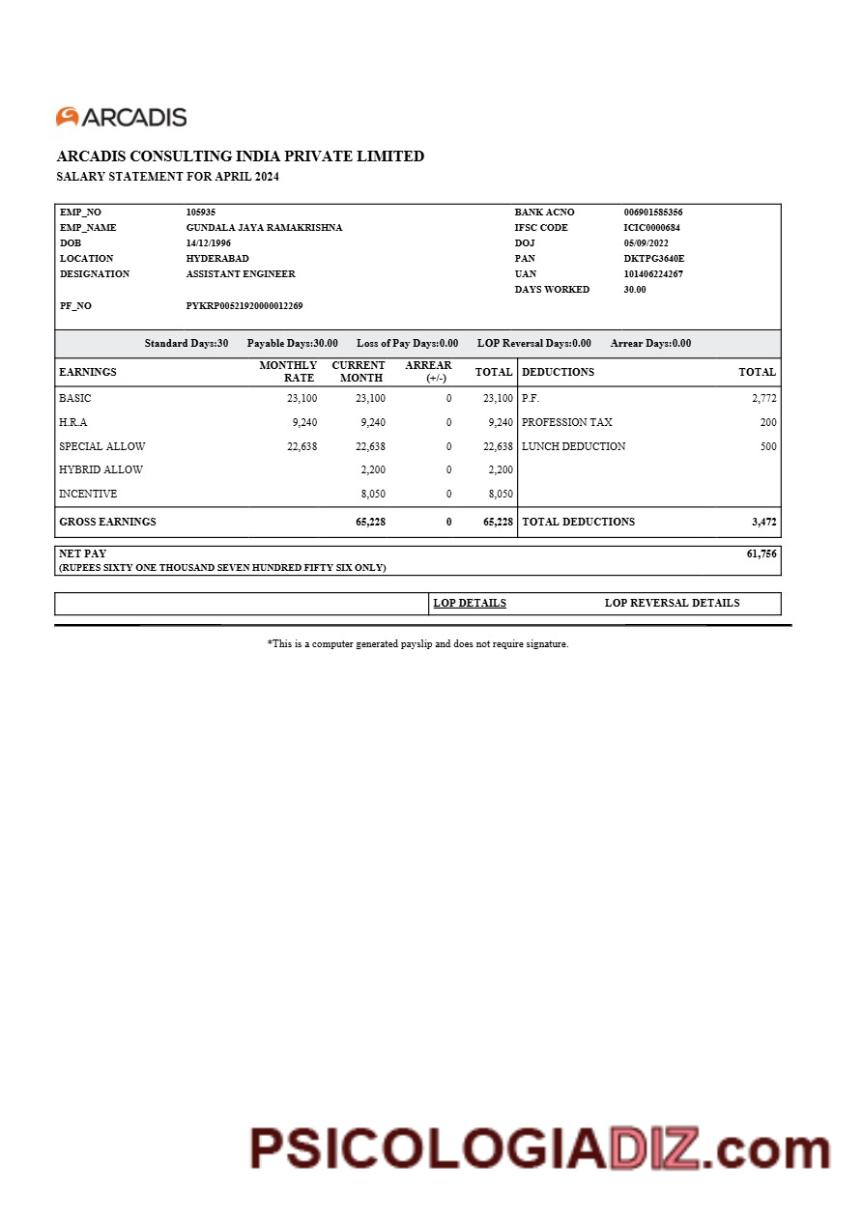 ARCADIS
ARCADIS CONSULTING INDIA PRIVATE LIMITED
SALARY STATEMENT FOR APRIL 2024
EMP_NO 105935 BANK ACNO 006901585356
EMP_NAME GUNDALA JAYA RAMAKRISHNA IFSC CODE ICIC0000684
DOB 14/12/1996 DOJ 05/09/2022
LOCATION HYDERABAD PAN DKTPG3640E
DESIGNATION ASSISTANT ENGINEER UAN 101406224267
DAYS WORKED 30.00
PF_NO PYKRP00521920000012269
Standard Days:30 Payable Days:30.00 Loss of Pay Days:0.00 LOP Reversal Days:0.00 Arrear Days:0.00
EARNINGS MONTHLY RATE CURRENT MONTH ARREAR (+/-) TOTAL DEDUCTIONS TOTAL
BASIC 23,100 23,100 0 23,100 P.F. 2,772
H.R.A 9,240 9,240 0 9,240 PROFESSION TAX 200
SPECIAL ALLOW 22,638 22,638 0 22,638 LUNCH DEDUCTION 500
HYBRID ALLOW 2,200 0 2,200
INCENTIVE 8,050 0 8,050
GROSS EARNINGS 65,228 0 65,228 TOTAL DEDUCTIONS 3,472
NET PAY 61,756
(RUPEES SIXTY ONE THOUSAND SEVEN HUNDRED FIFTY SIX ONLY)
LOP DETAILS LOP REVERSAL DETAILS
*This is a computer generated payslip and does not require signature.
PSICOLOGIADIZ.com